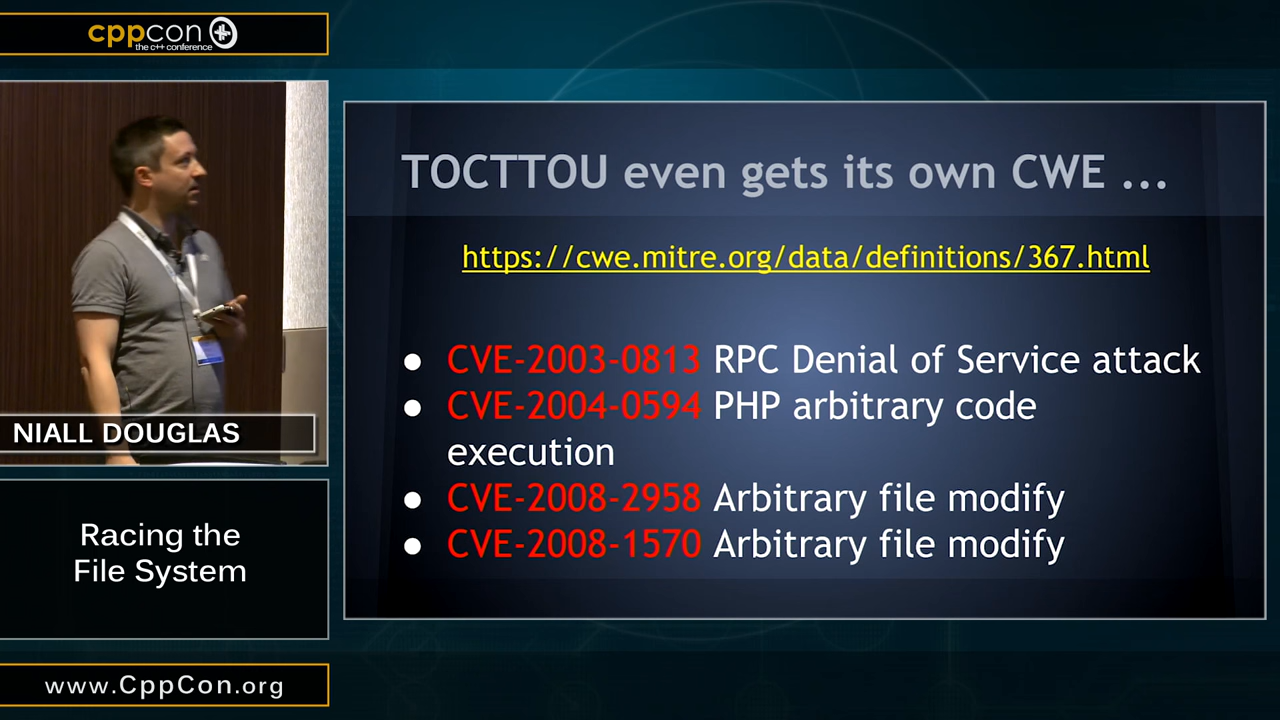 cppcon
the c++ conference
NIALL DOUGLAS
Racing the
File System
www.CppCon.org
TOCTTOU even gets its own CWE ...
https://cwe.mitre.org/data/definitions/367.html
● CVE-2003-0813 RPC Denial of Service attack
● CVE-2004-0594 PHP arbitrary code
execution
● CVE-2008-2958 Arbitrary file modify
● CVE-2008-1570 Arbitrary file modify